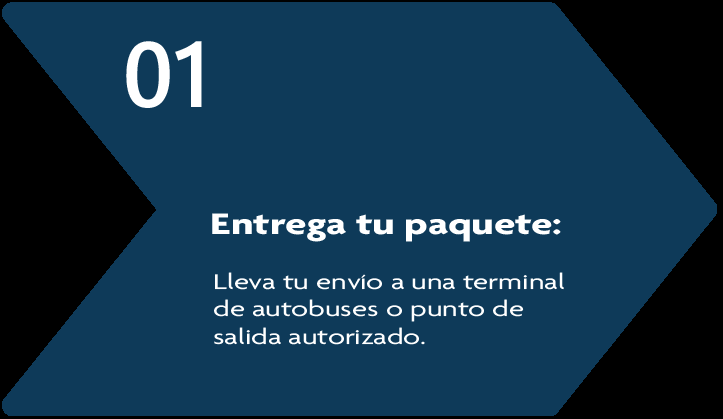 01
Entrega tu paquete:
Lleva tu envío a una terminal
de autobuses o punto de
salida autorizado.